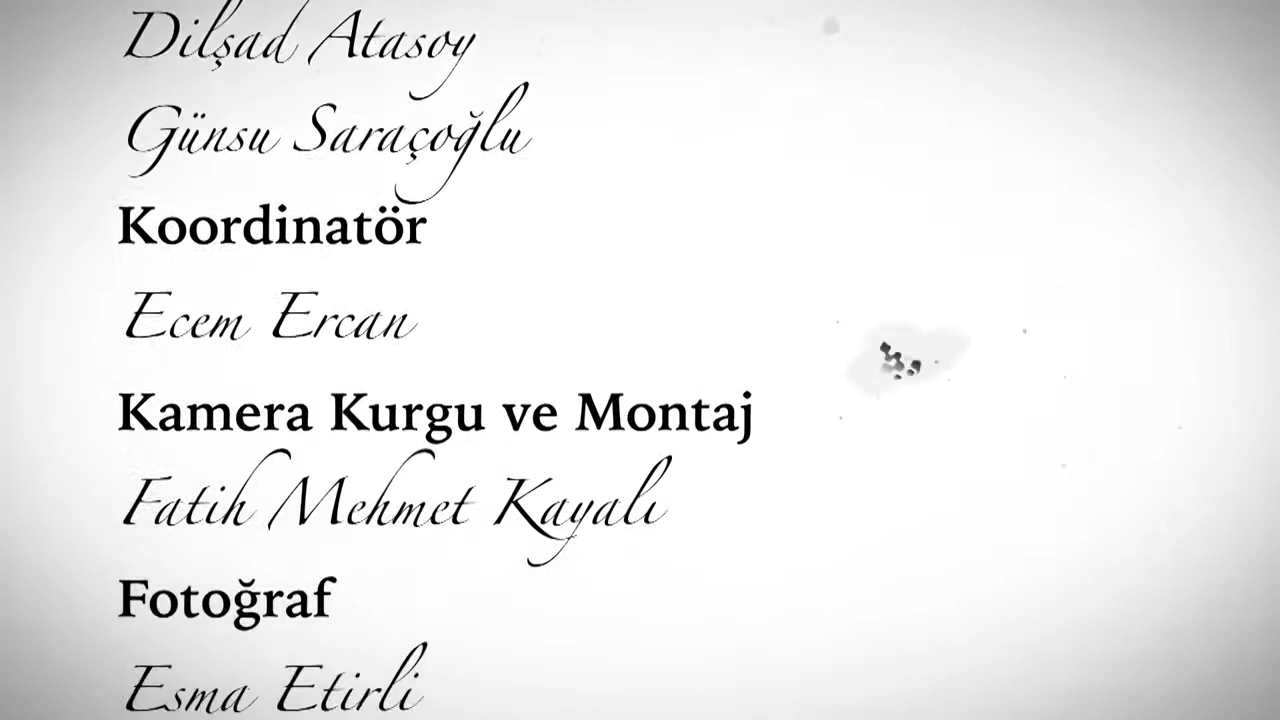 Dilşad Atasoy
Günsu Saraçoğlu
Koordinatör
Ecem Ercan
Kamera Kurgu ve Montaj
Fatih Mehmet Kayalı
Fotoğraf
Esma Etirli